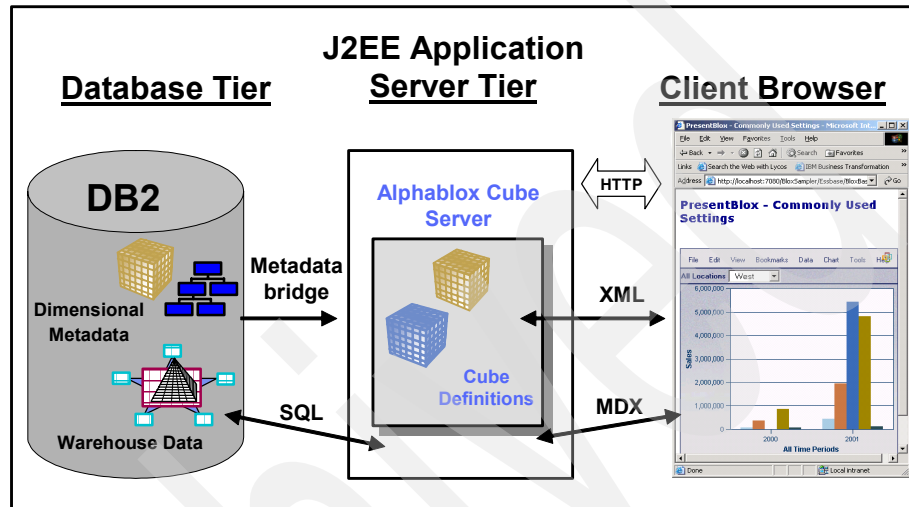 J2EE Application
Server Tier
Database Tier
Client Browser
DB2
Dimensional
Metadata
Warehouse Data
Metadata
bridge
SQL
Alphablox Cube
Server
Cube
Definitions
HTTP
XML
MDX
PresentBlox - Commonly Used Settings - Microsoft Int...
File Edit View Favorites Tools Help
Back Search Favorites
Links Search the Web with Lycos IBM Business Transformation
Address http://localhost:7080/BloxSampler/Essbase/BloxBas Go
PresentBlox - Commonly Used
Settings
File Edit View Bookmarks Data Chart Tools Help
All Locations West
6,000,000
5,000,000
4,000,000
3,000,000
2,000,000
1,000,000
0
Sales
2000 2001
All Time Periods
Done Local intranet